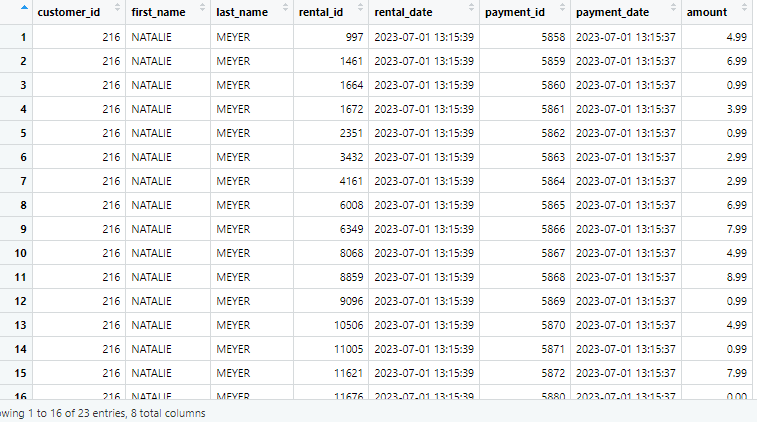 customer_id first_name last_name rental_id rental_date payment_id payment_date amount
1 216 NATALIE MEYER 997 2023-07-01 13:15:39 5858 2023-07-01 13:15:37 4.99
2 216 NATALIE MEYER 1461 2023-07-01 13:15:39 5859 2023-07-01 13:15:37 6.99
3 216 NATALIE MEYER 1664 2023-07-01 13:15:39 5860 2023-07-01 13:15:37 0.99
4 216 NATALIE MEYER 1672 2023-07-01 13:15:39 5861 2023-07-01 13:15:37 3.99
5 216 NATALIE MEYER 2351 2023-07-01 13:15:39 5862 2023-07-01 13:15:37 0.99
6 216 NATALIE MEYER 3432 2023-07-01 13:15:39 5863 2023-07-01 13:15:37 2.99
7 216 NATALIE MEYER 4161 2023-07-01 13:15:39 5864 2023-07-01 13:15:37 2.99
8 216 NATALIE MEYER 6008 2023-07-01 13:15:39 5865 2023-07-01 13:15:37 6.99
9 216 NATALIE MEYER 6349 2023-07-01 13:15:39 5866 2023-07-01 13:15:37 7.99
10 216 NATALIE MEYER 8068 2023-07-01 13:15:39 5867 2023-07-01 13:15:37 4.99
11 216 NATALIE MEYER 8859 2023-07-01 13:15:39 5868 2023-07-01 13:15:37 8.99
12 216 NATALIE MEYER 9096 2023-07-01 13:15:39 5869 2023-07-01 13:15:37 0.99
13 216 NATALIE MEYER 10506 2023-07-01 13:15:39 5870 2023-07-01 13:15:37 4.99
14 216 NATALIE MEYER 11005 2023-07-01 13:15:39 5871 2023-07-01 13:15:37 0.99
15 216 NATALIE MEYER 11621 2023-07-01 13:15:39 5872 2023-07-01 13:15:37 7.99
16 216 NATALIE MEYER 11676 2023-07-01 13:15:39 5880 2023-07-01 13:15:37 0.00
owing 1 to 16 of 23 entries, 8 total columns